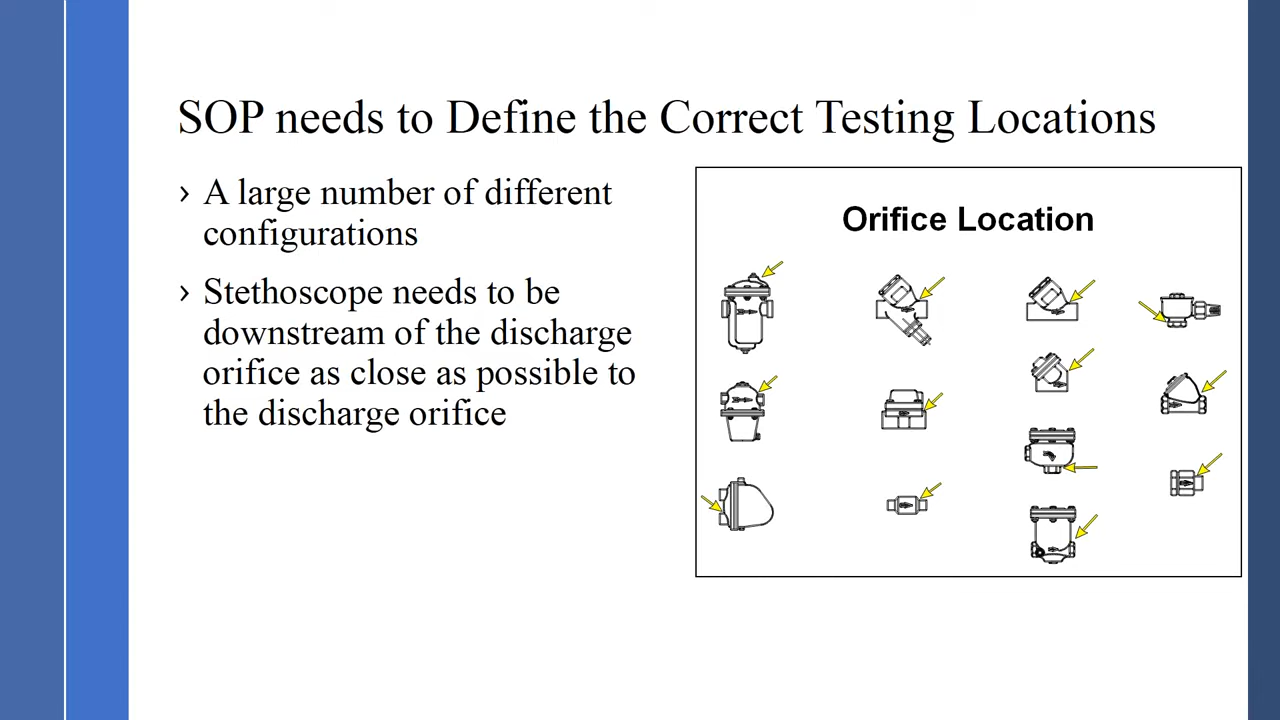 SOP needs to Define the Correct Testing Locations
› A large number of different
configurations
› Stethoscope needs to be
downstream of the discharge
orifice as close as possible to
the discharge orifice
Orifice Location